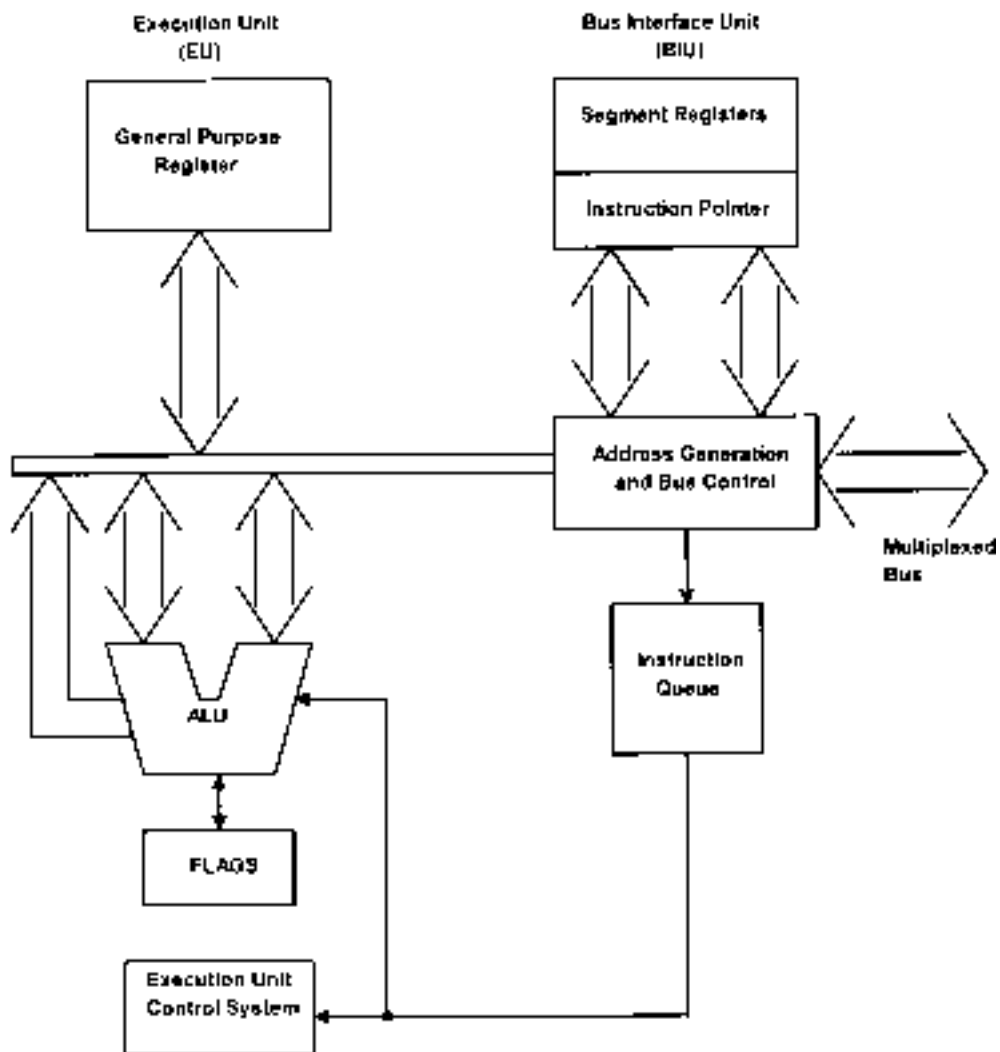 Execution Unit
(EU)
Bus Interface Unit
(BIU)
General Purpose
Register
Segment Registers
Instruction Pointer
Address Generation
and Bus Control
Multiplexed
Bus
Instruction
Queue
ALU
FLAGS
Execution Unit
Control System